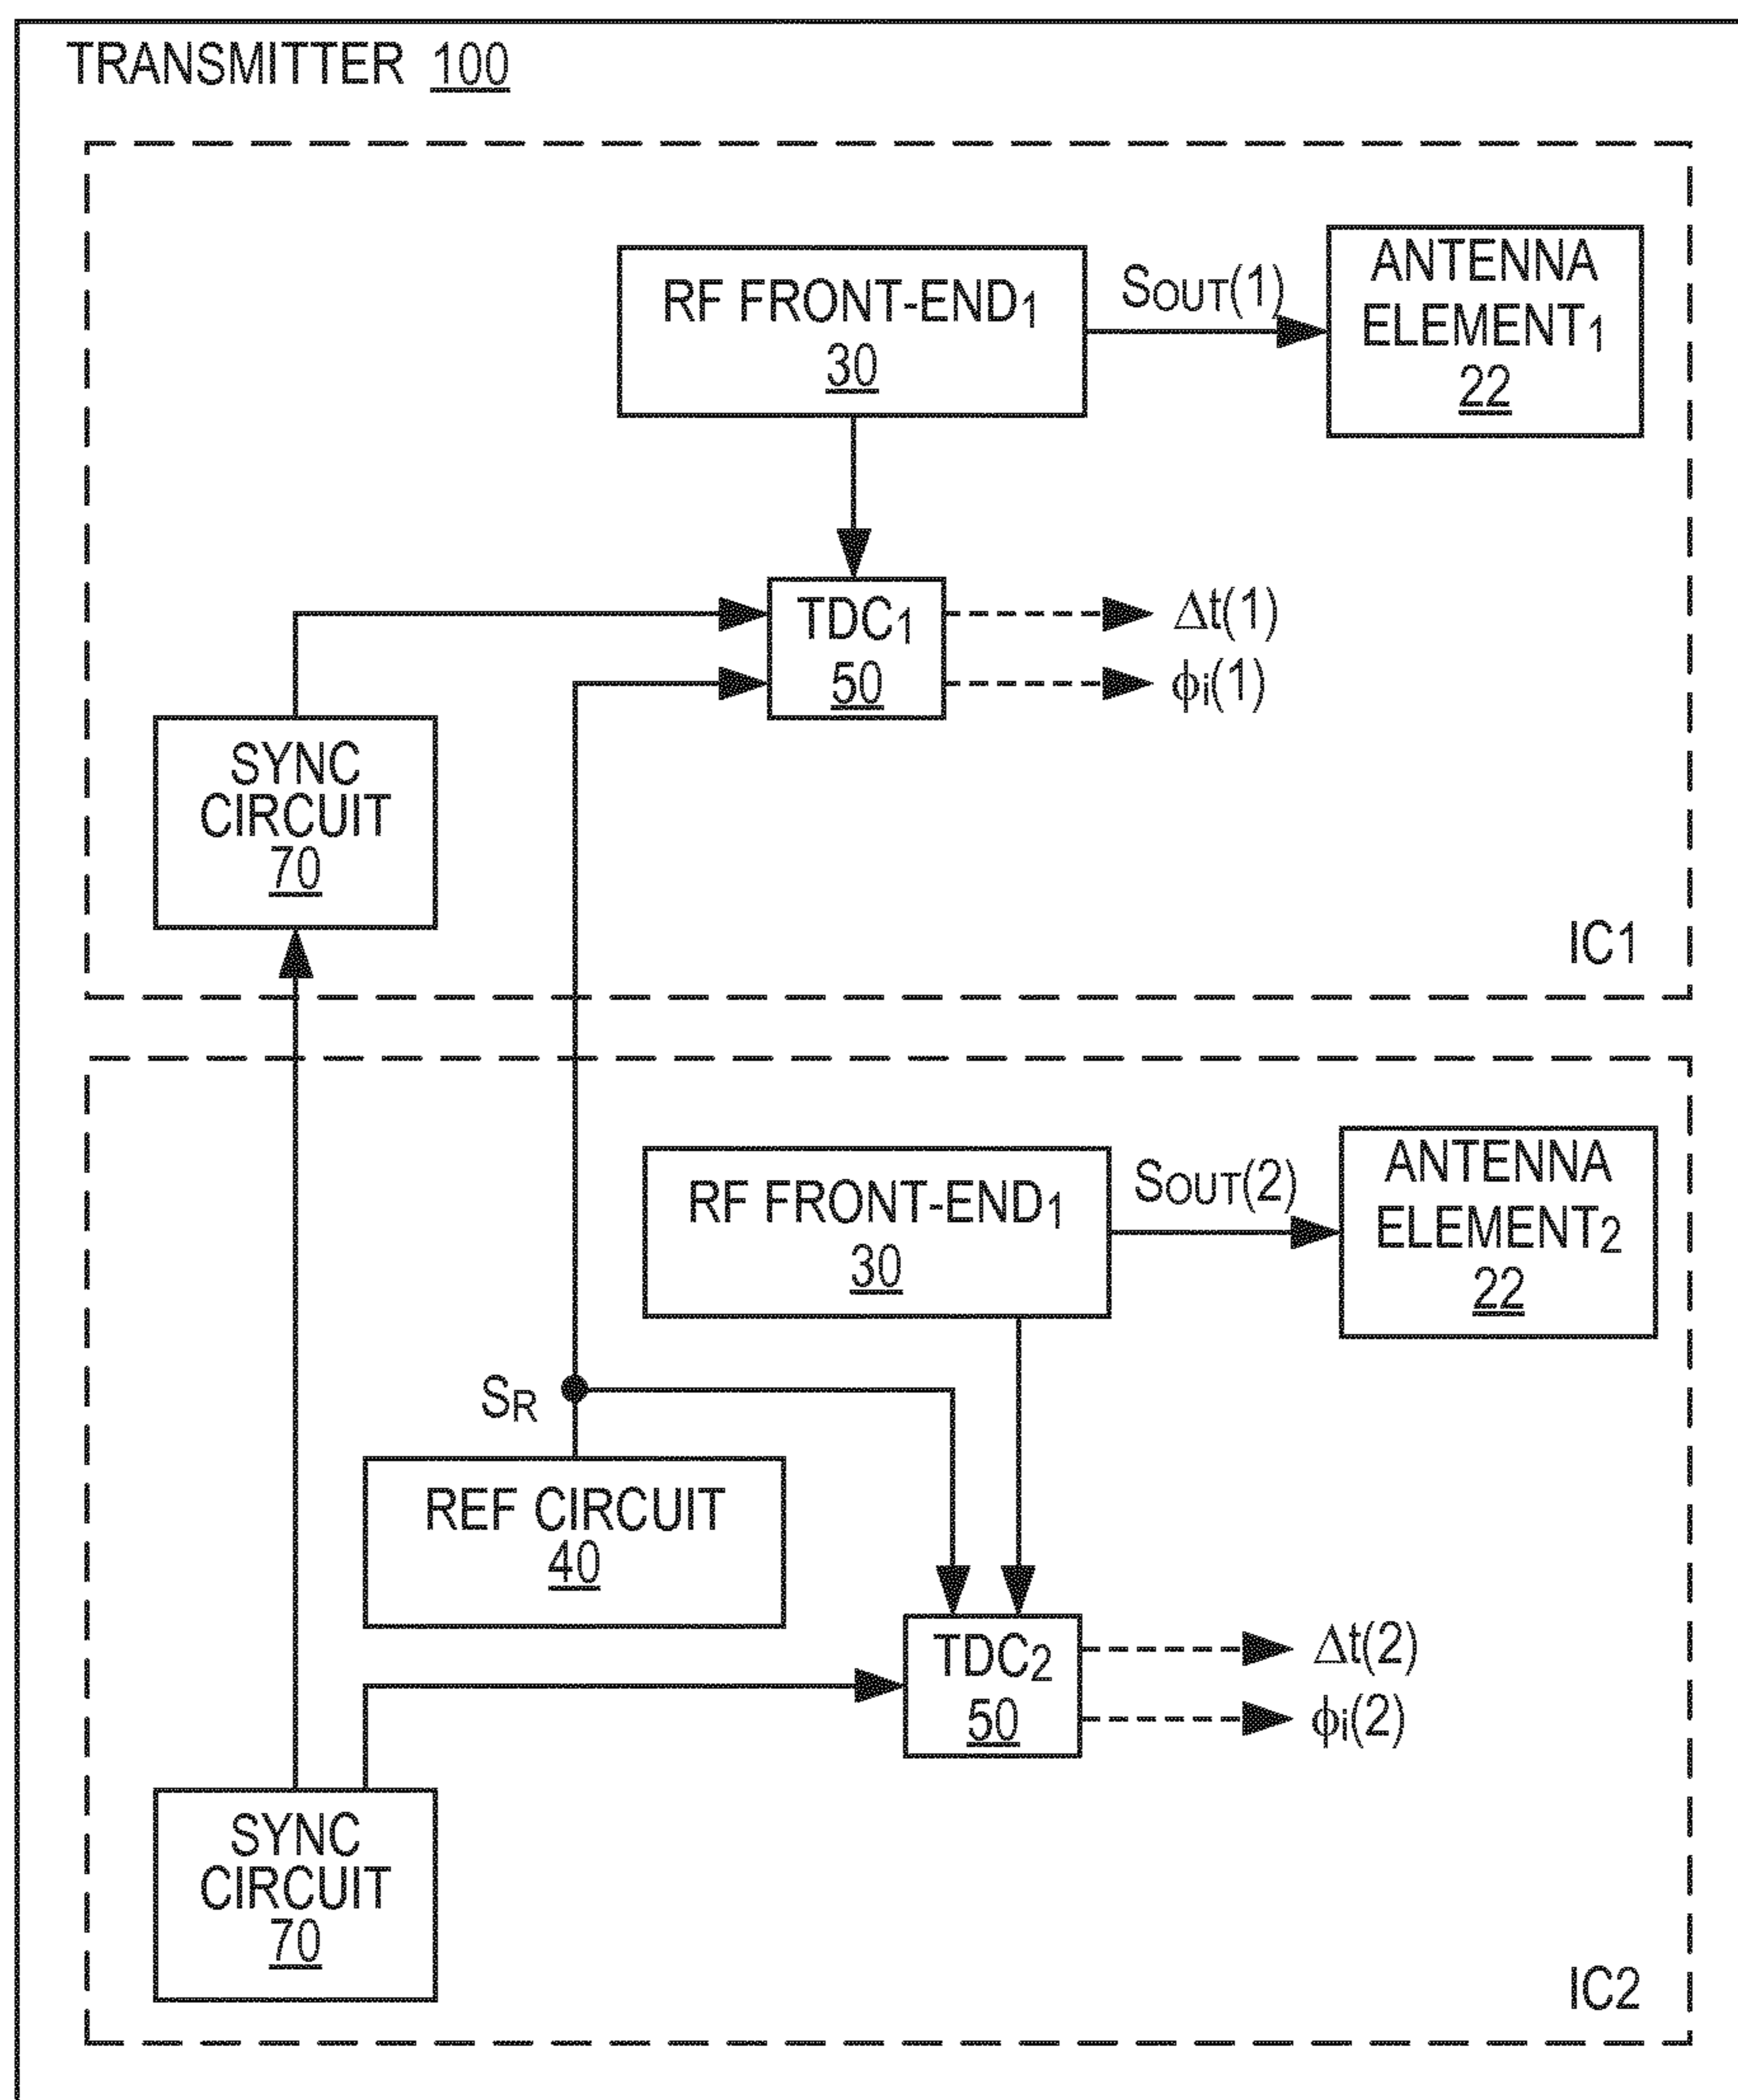 TRANSMITTER 100
RF FRONT-END1
30
SOUT(1)
ANTENNA
ELEMENT1
22
TDC1
50
Δt(1)
ϕi(1)
SYNC
CIRCUIT
70
IC1
RF FRONT-END1
30
SOUT(2)
ANTENNA
ELEMENT2
22
SR
REF CIRCUIT
40
TDC2
50
Δt(2)
ϕi(2)
SYNC
CIRCUIT
70
IC2